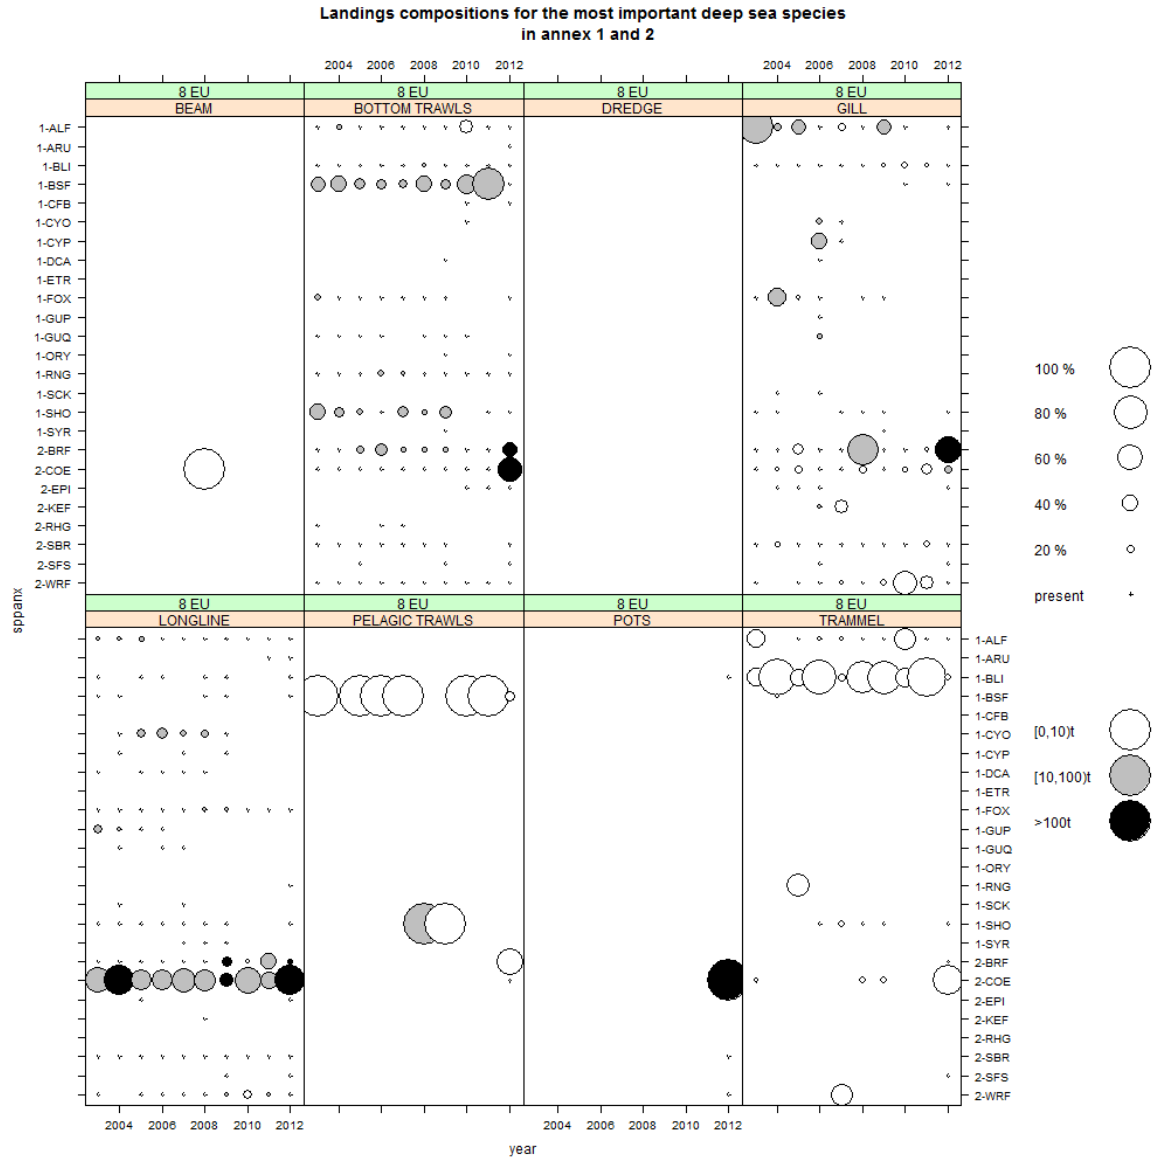 Landings compositions for the most important deep sea species
in annex 1 and 2
2004 2006 2008 2010 2012 2004 2006 2008 2010 2012
8 EU 8 EU 8 EU 8 EU
BEAM BOTTOM TRAWLS DREDGE GILL
1-ALF
1-ARU
1-BLI
1-BSF
1-CFB
1-CYO
1-CYP
1-DCA
1-ETR
1-FOX
1-GUP
1-GUQ
1-ORY
1-RNG
1-SCK
1-SHO
1-SYR
2-BRF
2-COE
2-EPI
2-KEF
2-RHG
2-SBR
2-SFS
2-WRF
sppanx
100 %
80 %
60 %
40 %
20 %
present
8 EU 8 EU 8 EU 8 EU
LONGLINE PELAGIC TRAWLS POTS TRAMMEL
1-ALF
1-ARU
1-BLI
1-BSF
1-CFB
1-CYO
1-CYP
1-DCA
1-ETR
1-FOX
1-GUP
1-GUQ
1-ORY
1-RNG
1-SCK
1-SHO
1-SYR
2-BRF
2-COE
2-EPI
2-KEF
2-RHG
2-SBR
2-SFS
2-WRF
[0,10)t
[10,100)t
>100t
2004 2006 2008 2010 2012 2004 2006 2008 2010 2012
year